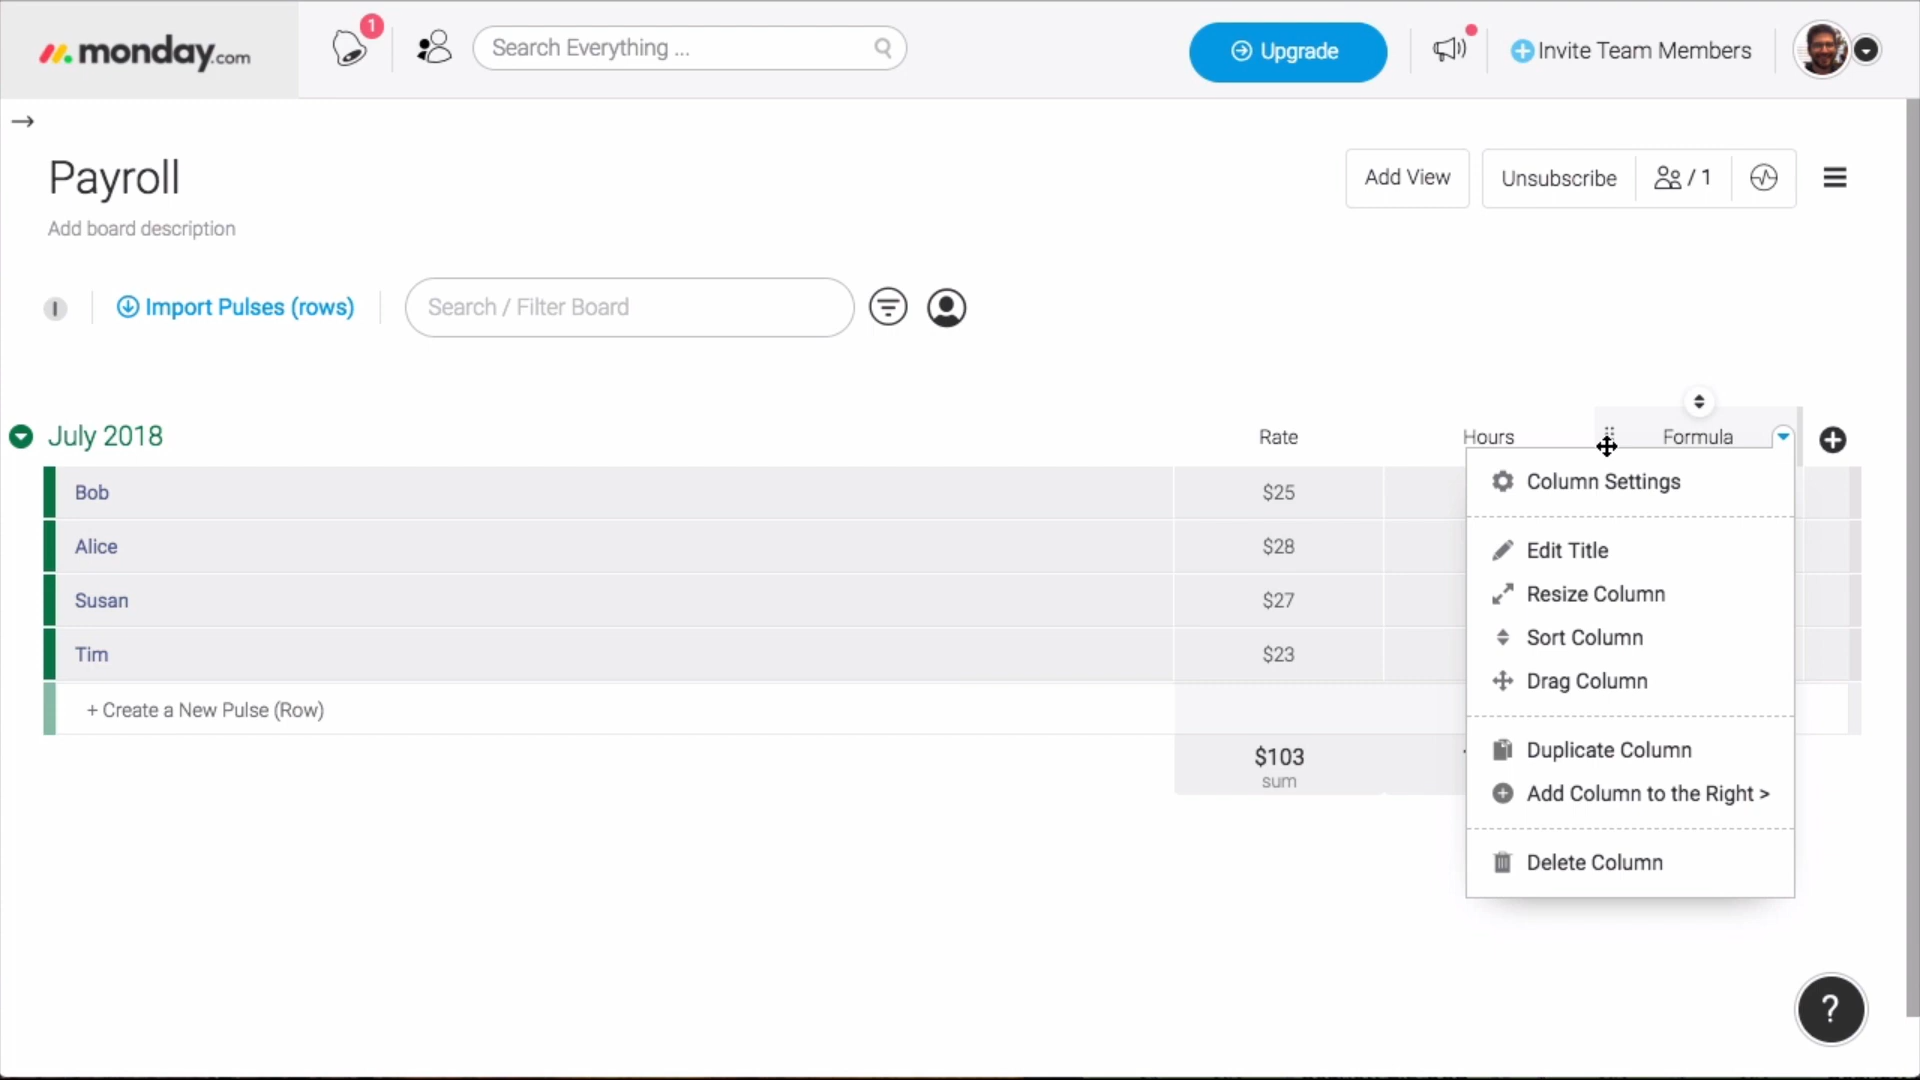 monday.com
1
Search Everything ...
Upgrade
Invite Team Members
Payroll
Add View
Unsubscribe
/ 1
Add board description
Import Pulses (rows)
Search / Filter Board
July 2018
Rate
Hours
Formula
Bob
$25
Alice
$28
Susan
$27
Tim
$23
+ Create a New Pulse (Row)
$103
sum
Column Settings
Edit Title
Resize Column
Sort Column
Drag Column
Duplicate Column
Add Column to the Right >
Delete Column
?